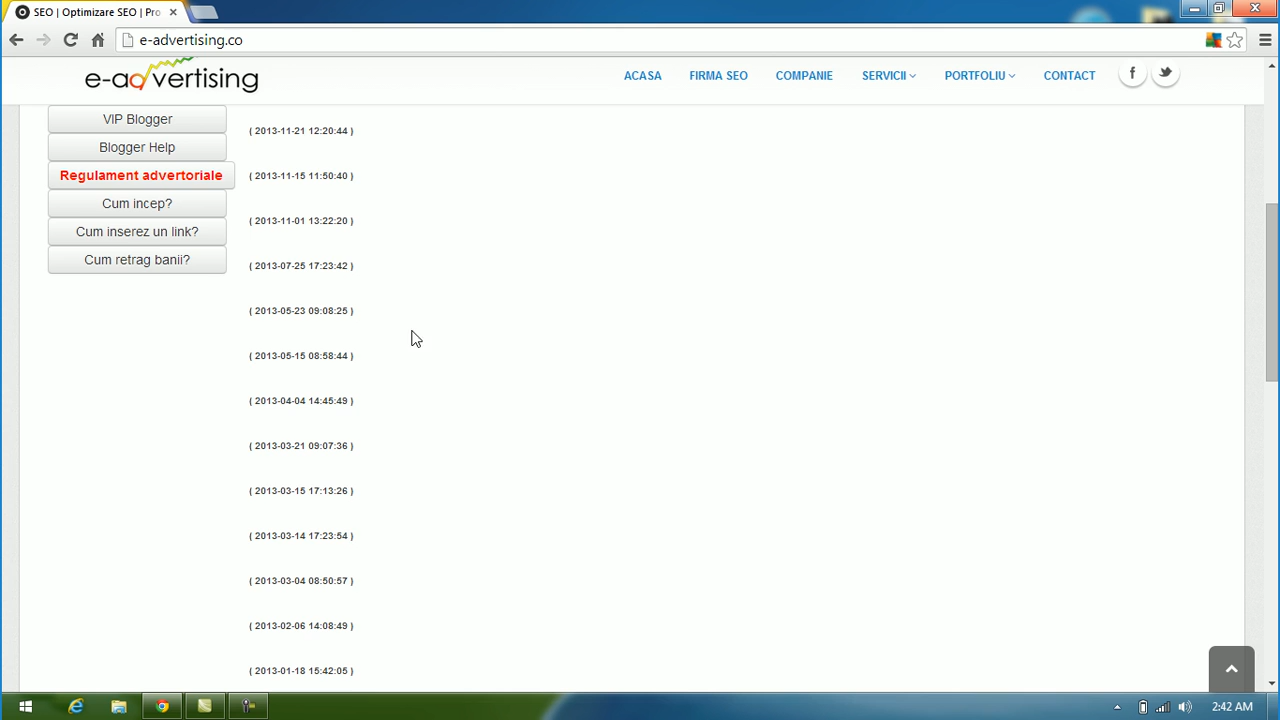 SEO | Optimizare SEO | Pro
e-advertising.co
e-advertising
ACASA
FIRMA SEO
COMPANIE
SERVICII
PORTFOLIU
CONTACT
VIP Blogger
Blogger Help
Regulament advertoriale
Cum incep?
Cum inserez un link?
Cum retrag banii?
( 2013-11-21 12:20:44 )
( 2013-11-15 11:50:40 )
( 2013-11-01 13:22:20 )
( 2013-07-25 17:23:42 )
( 2013-05-23 09:08:25 )
( 2013-05-15 08:58:44 )
( 2013-04-04 14:45:49 )
( 2013-03-21 09:07:36 )
( 2013-03-15 17:13:26 )
( 2013-03-14 17:23:54 )
( 2013-03-04 08:50:57 )
( 2013-02-06 14:08:49 )
( 2013-01-18 15:42:05 )
2:42 AM